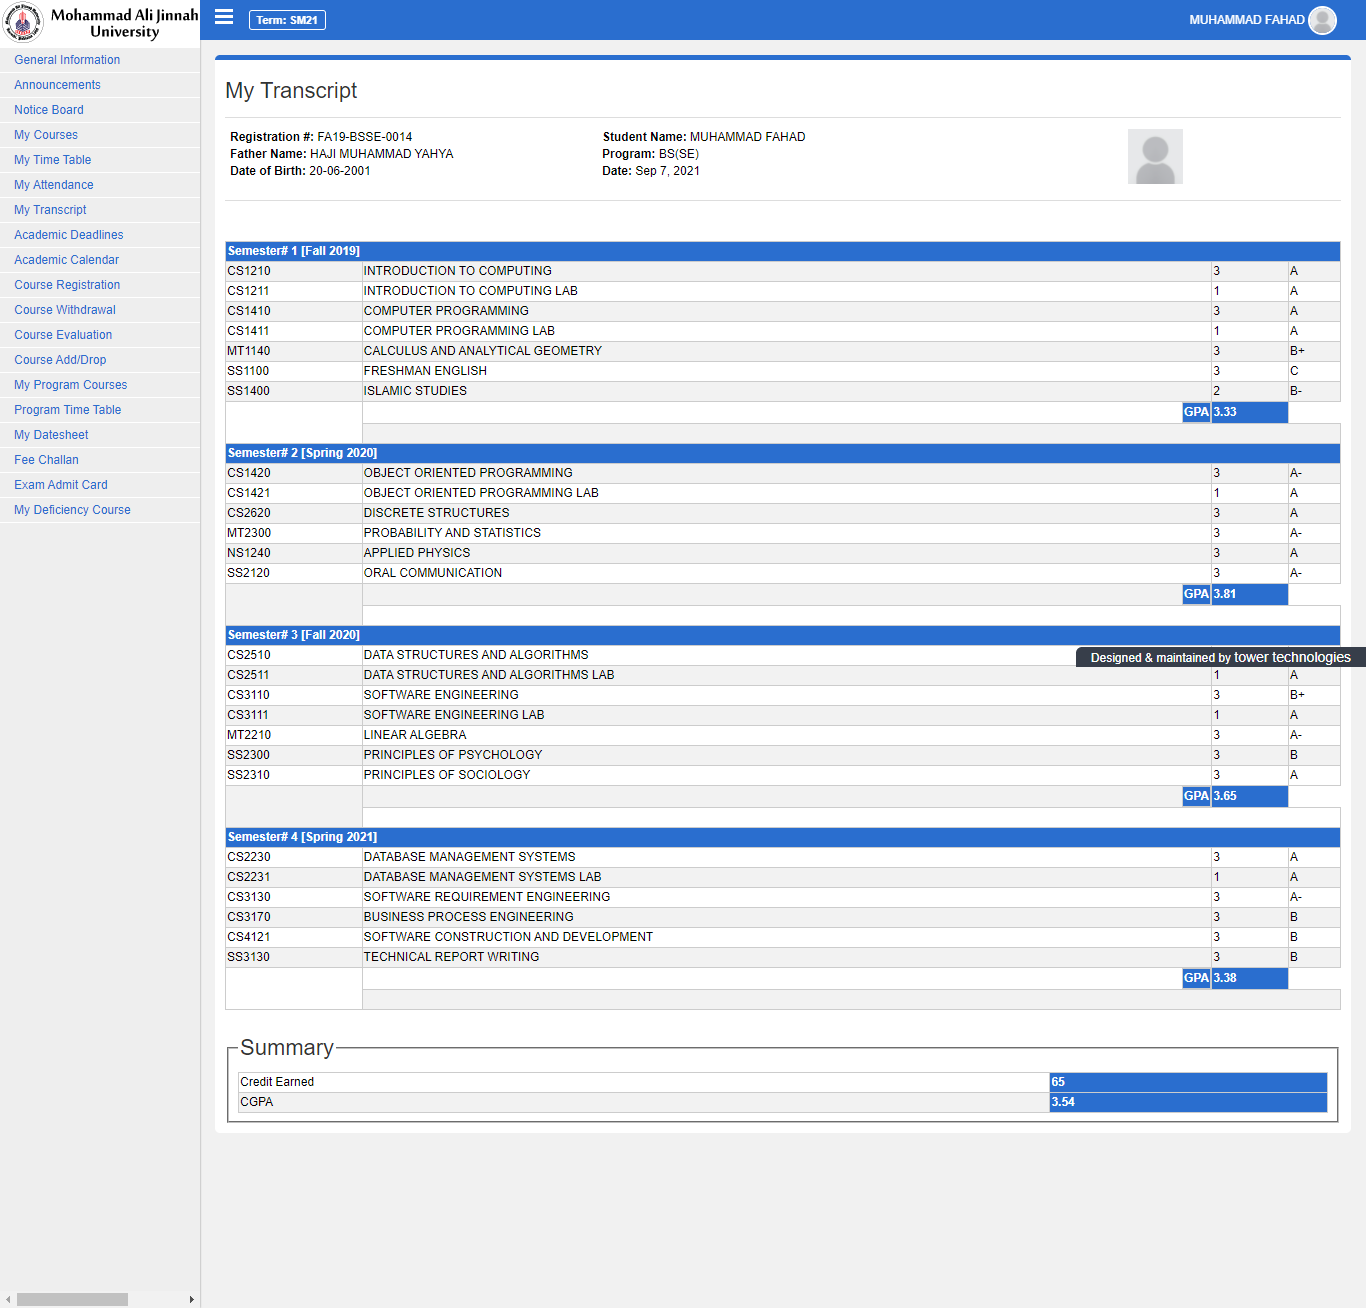 Mohammad Ali Jinnah
University
Term: SM21
MUHAMMAD FAHAD
General Information
Announcements
Notice Board
My Courses
My Time Table
My Attendance
My Transcript
Academic Deadlines
Academic Calendar
Course Registration
Course Withdrawal
Course Evaluation
Course Add/Drop
My Program Courses
Program Time Table
My Datesheet
Fee Challan
Exam Admit Card
My Deficiency Course
My Transcript
Registration #: FA19-BSSE-0014 Student Name: MUHAMMAD FAHAD
Father Name: HAJI MUHAMMAD YAHYA Program: BS(SE)
Date of Birth: 20-06-2001 Date: Sep 7, 2021
Semester# 1 [Fall 2019]
CS1210 INTRODUCTION TO COMPUTING 3 A
CS1211 INTRODUCTION TO COMPUTING LAB 1 A
CS1410 COMPUTER PROGRAMMING 3 A
CS1411 COMPUTER PROGRAMMING LAB 1 A
MT1140 CALCULUS AND ANALYTICAL GEOMETRY 3 B+
SS1100 FRESHMAN ENGLISH 3 C
SS1400 ISLAMIC STUDIES 2 B-
GPA 3.33
Semester# 2 [Spring 2020]
CS1420 OBJECT ORIENTED PROGRAMMING 3 A-
CS1421 OBJECT ORIENTED PROGRAMMING LAB 1 A
CS2620 DISCRETE STRUCTURES 3 A
MT2300 PROBABILITY AND STATISTICS 3 A-
NS1240 APPLIED PHYSICS 3 A
SS2120 ORAL COMMUNICATION 3 A-
GPA 3.81
Semester# 3 [Fall 2020]
CS2510 DATA STRUCTURES AND ALGORITHMS
Designed & maintained by tower technologies
CS2511 DATA STRUCTURES AND ALGORITHMS LAB 1 A
CS3110 SOFTWARE ENGINEERING 3 B+
CS3111 SOFTWARE ENGINEERING LAB 1 A
MT2210 LINEAR ALGEBRA 3 A-
SS2300 PRINCIPLES OF PSYCHOLOGY 3 B
SS2310 PRINCIPLES OF SOCIOLOGY 3 A
GPA 3.65
Semester# 4 [Spring 2021]
CS2230 DATABASE MANAGEMENT SYSTEMS 3 A
CS2231 DATABASE MANAGEMENT SYSTEMS LAB 1 A
CS3130 SOFTWARE REQUIREMENT ENGINEERING 3 A-
CS3170 BUSINESS PROCESS ENGINEERING 3 B
CS4121 SOFTWARE CONSTRUCTION AND DEVELOPMENT 3 B
SS3130 TECHNICAL REPORT WRITING 3 B
GPA 3.38
Summary
Credit Earned 65
CGPA 3.54